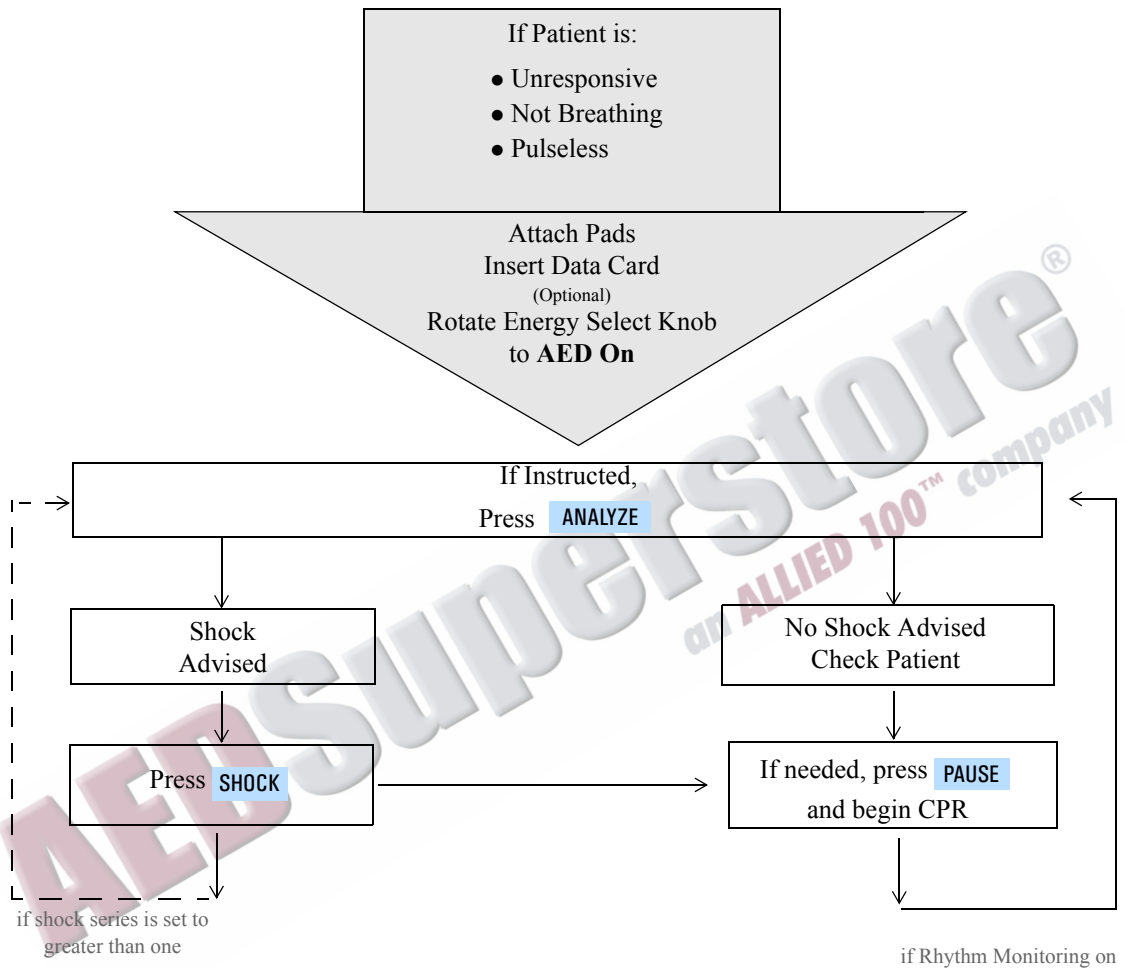 If Patient is:
● Unresponsive
● Not Breathing
● Pulseless
Attach Pads
Insert Data Card
(Optional)
Rotate Energy Select Knob
to AED On
If Instructed,
Press ANALYZE
Shock
Advised
No Shock Advised
Check Patient
Press SHOCK
If needed, press PAUSE
and begin CPR
if shock series is set to
greater than one
if Rhythm Monitoring on
AEDSuperstore®
an ALLIED 100™ company